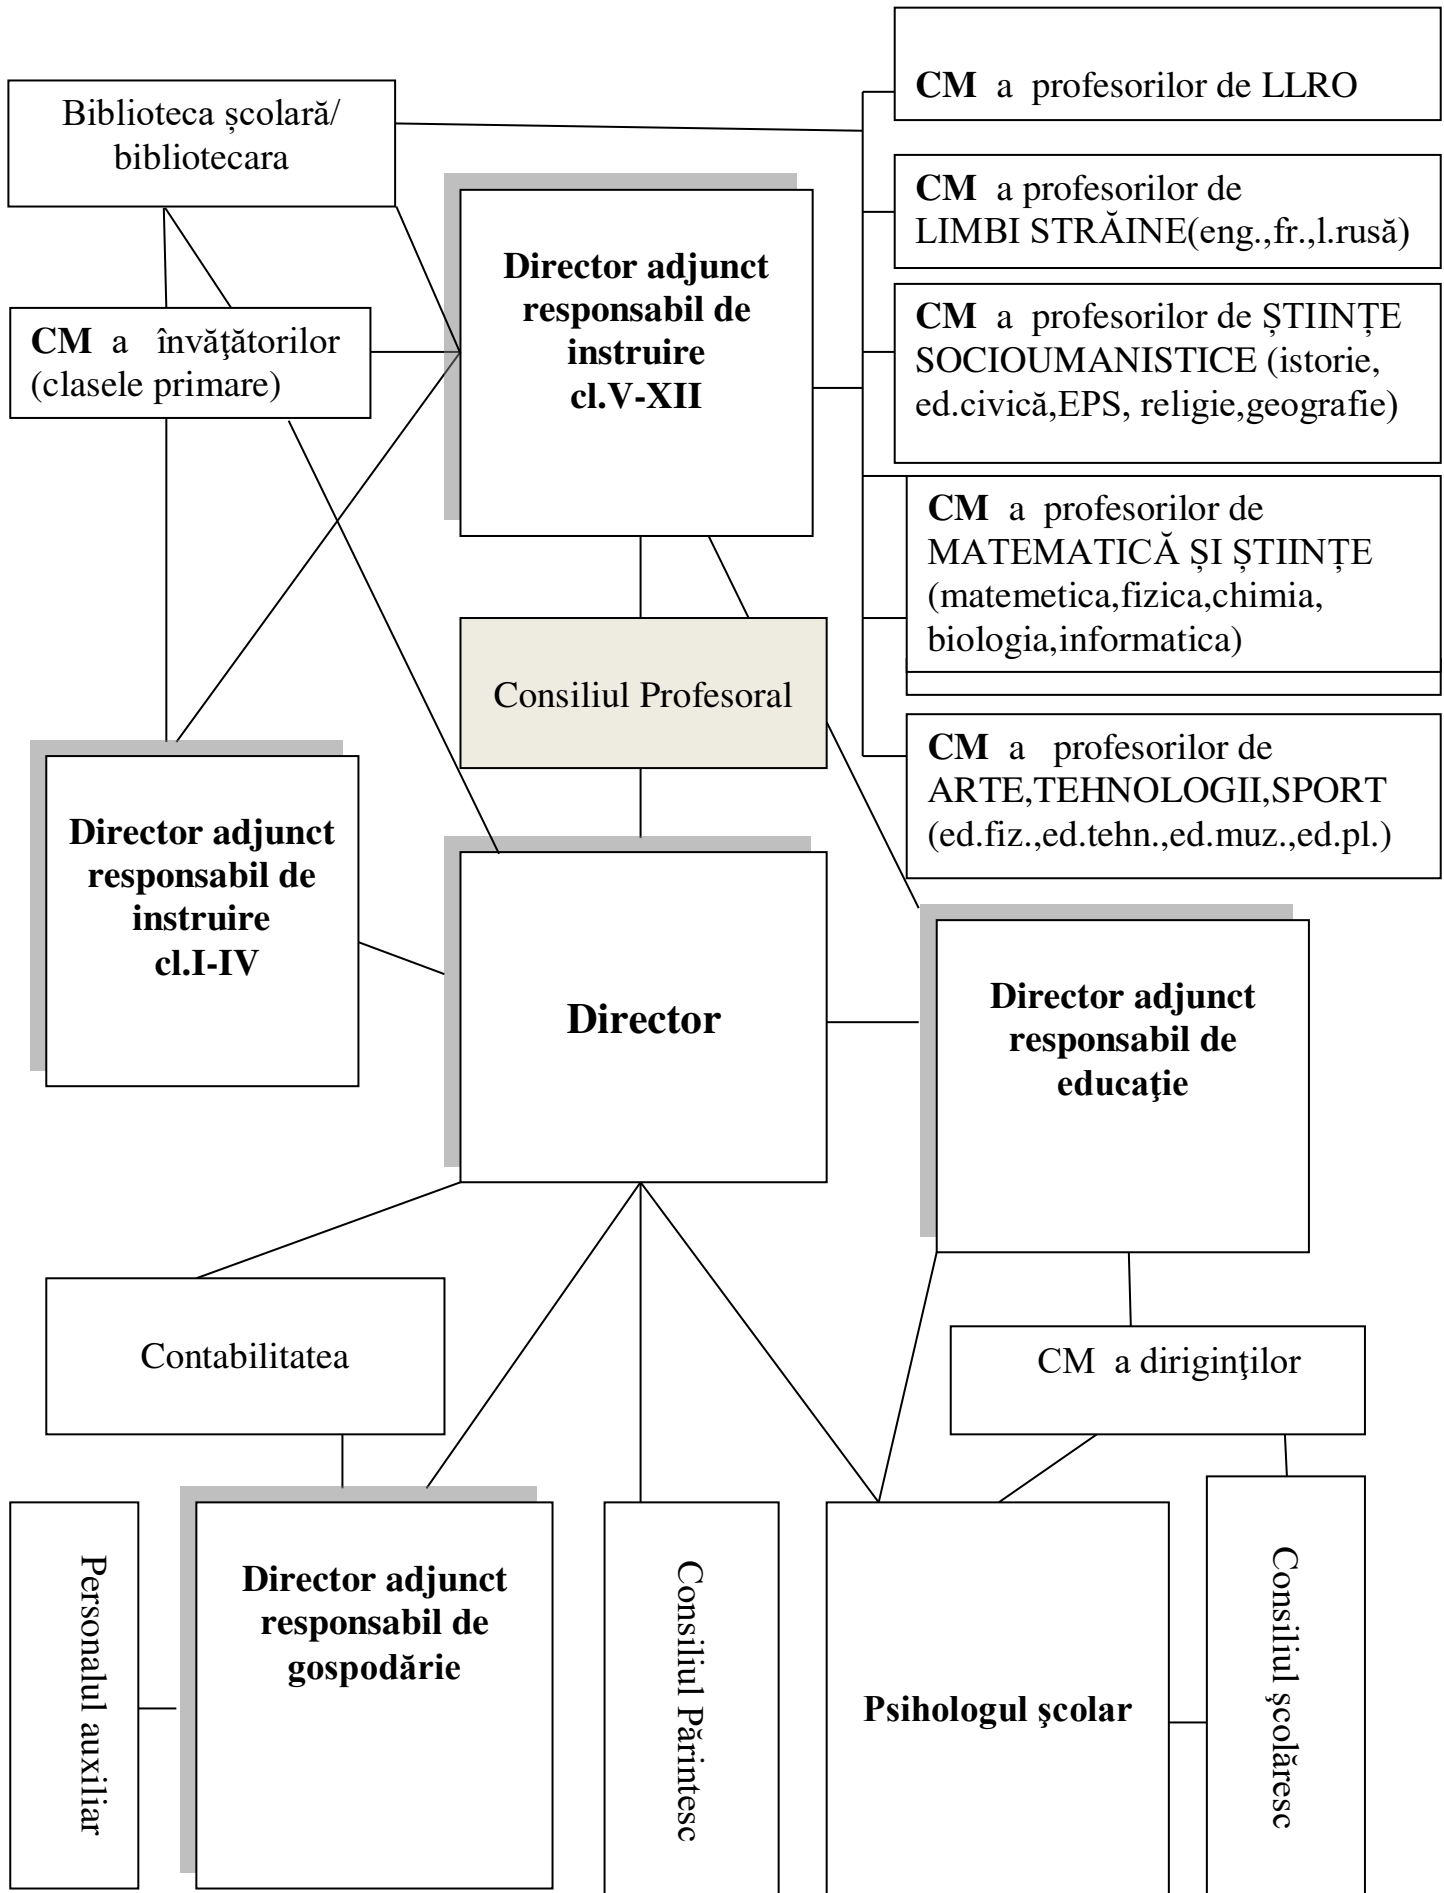 Biblioteca școlară/
bibliotecara
CM a profesorilor de LLRO
CM a profesorilor de
LIMBI STRĂINE(eng.,fr.,l.rusă)
Director adjunct
responsabil de
instruire
cl.V-XII
CM a învăţătorilor
(clasele primare)
CM a profesorilor de ȘTIINȚE
SOCIOUMANISTICE (istorie,
ed.civică,EPS, religie,geografie)
CM a profesorilor de
MATEMATICĂ ȘI ȘTIINȚE
(matemetica,fizica,chimia,
biologia,informatica)
Consiliul Profesoral
CM a profesorilor de
ARTE,TEHNOLOGII,SPORT
(ed.fiz.,ed.tehn.,ed.muz.,ed.pl.)
Director adjunct
responsabil de
instruire
cl.I-IV
Director
Director adjunct
responsabil de
educaţie
Contabilitatea
CM a diriginţilor
Personalul auxiliar
Director adjunct
responsabil de
gospodărie
Consiliul Părintesc
Psihologul şcolar
Consiliul şcolăresc